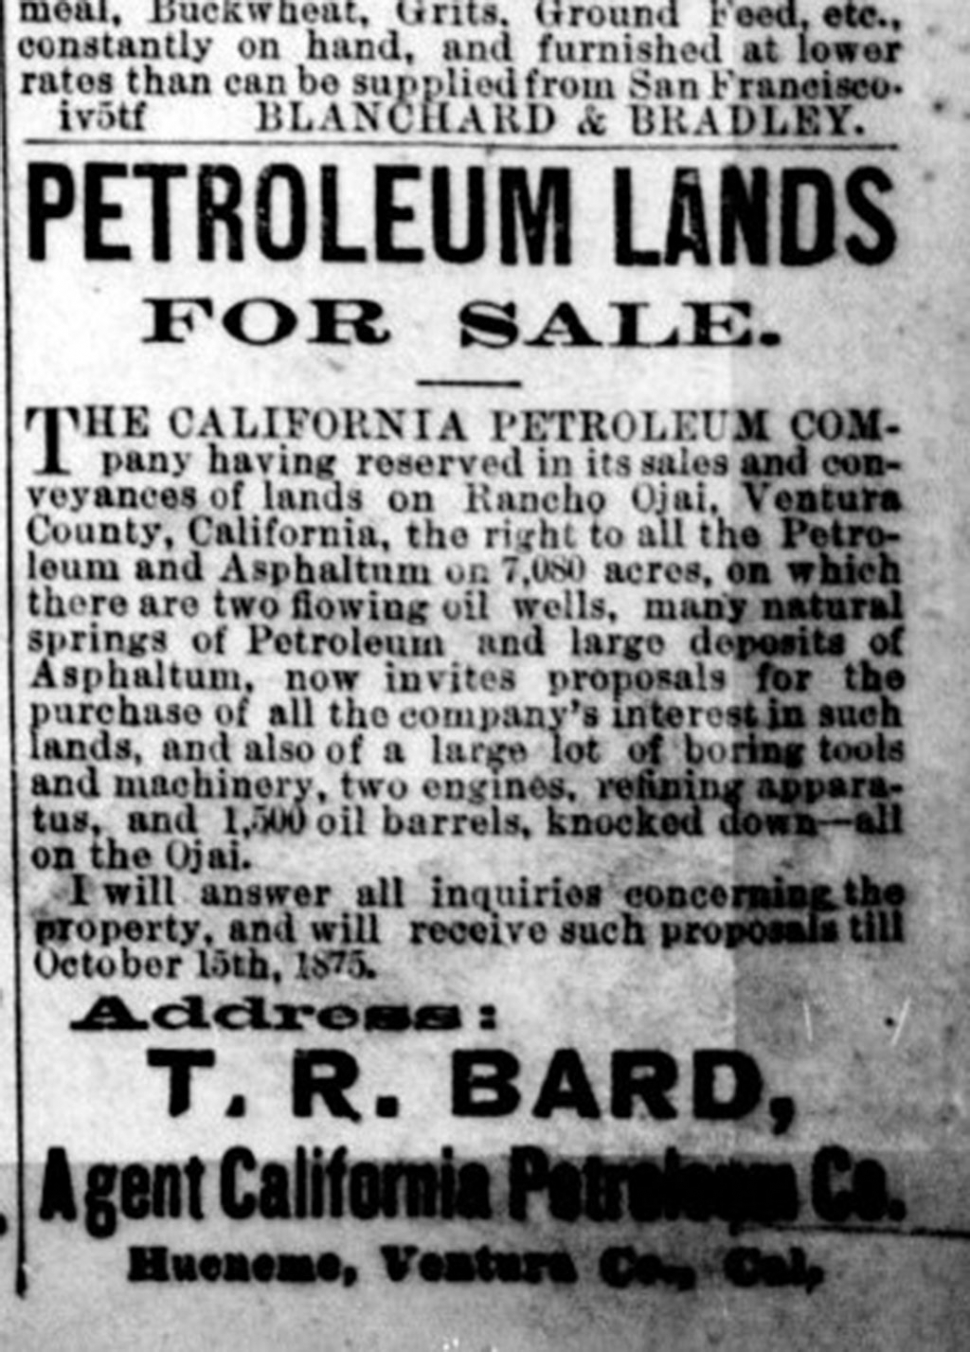 meal, Buckwheat, Grits, Ground Feed, etc.,
constantly on hand, and furnished at lower
rates than can be supplied from San Francisco.
iv5tf BLANCHARD & BRADLEY.
PETROLEUM LANDS
FOR SALE.
THE CALIFORNIA PETROLEUM COM-
pany having reserved in its sales and con-
veyances of lands on Rancho Ojai, Ventura
County, California, the right to all the Petro-
leum and Asphaltum on 7,080 acres, on which
there are two flowing oil wells, many natural
springs of Petroleum and large deposits of
Asphaltum, now invites proposals for the
purchase of all the company's interest in such
lands, and also of a large lot of boring tools
and machinery, two engines, refining appara-
tus, and 1,500 oil barrels, knocked down—all
on the Ojai.
I will answer all inquiries concerning the
property, and will receive such proposals till
October 15th, 1875.
Address:
T. R. BARD,
Agent California Petroleum Co.
Hueneme, Ventura Co., Cal,